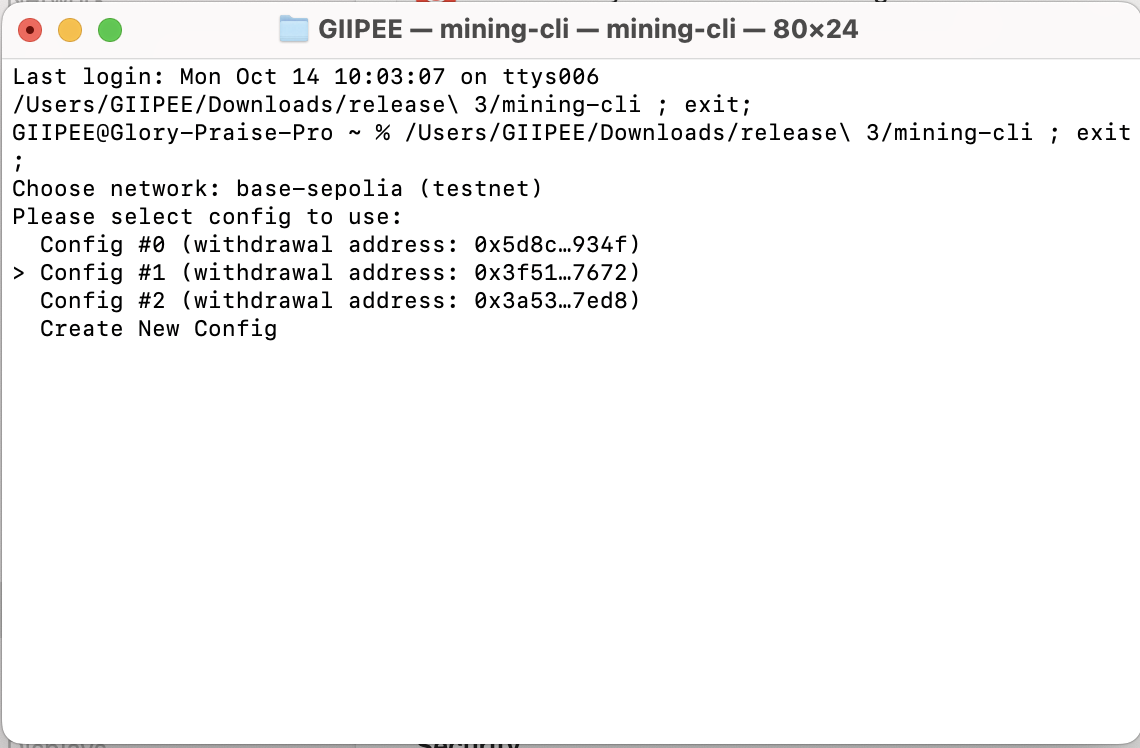 GIIPEE — mining-cli — mining-cli — 80×24
Last login: Mon Oct 14 10:03:07 on ttys006
/Users/GIIPEE/Downloads/release\ 3/mining-cli ; exit;
GIIPEE@Glory-Praise-Pro ~ % /Users/GIIPEE/Downloads/release\ 3/mining-cli ; exit
;
Choose network: base-sepolia (testnet)
Please select config to use:
  Config #0 (withdrawal address: 0x5d8c…934f)
> Config #1 (withdrawal address: 0x3f51…7672)
  Config #2 (withdrawal address: 0x3a53…7ed8)
  Create New Config